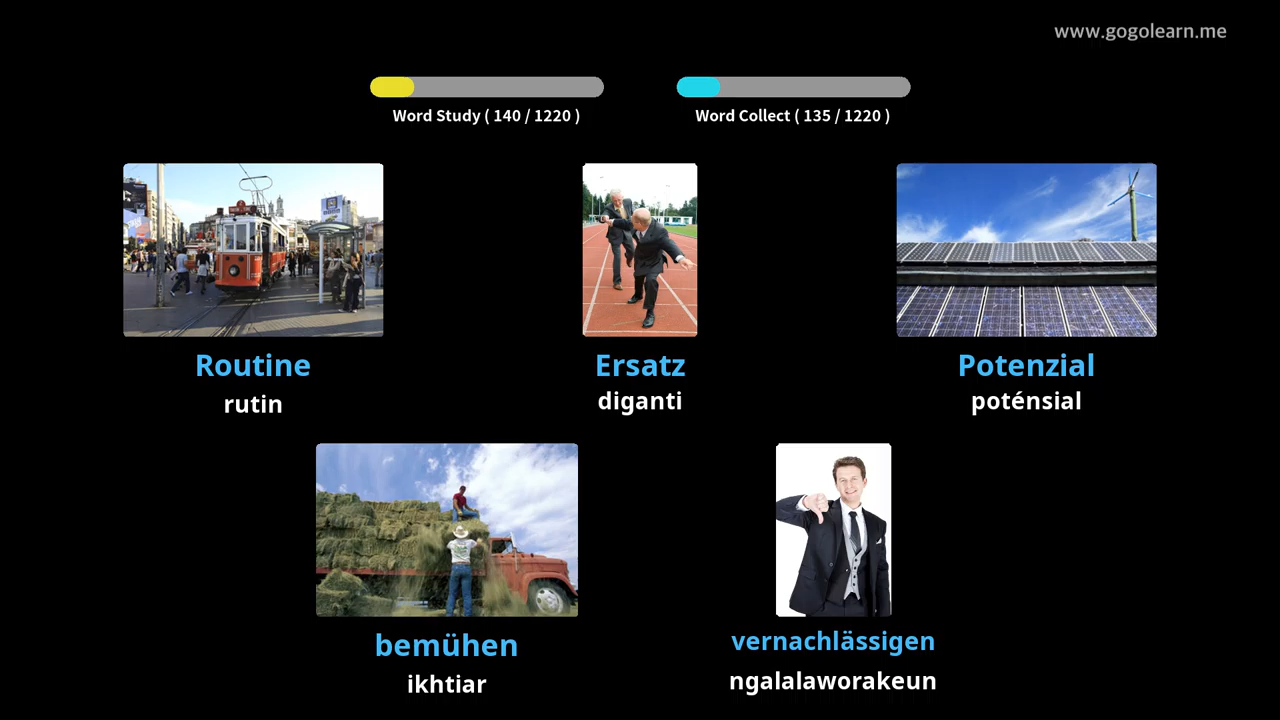 www.gogolearn.me
Word Study ( 140 / 1220 )
Word Collect ( 135 / 1220 )
Routine
rutin
Ersatz
diganti
Potenzial
poténsial
bemühen
ikhtiar
vernachlässigen
ngalalaworakeun